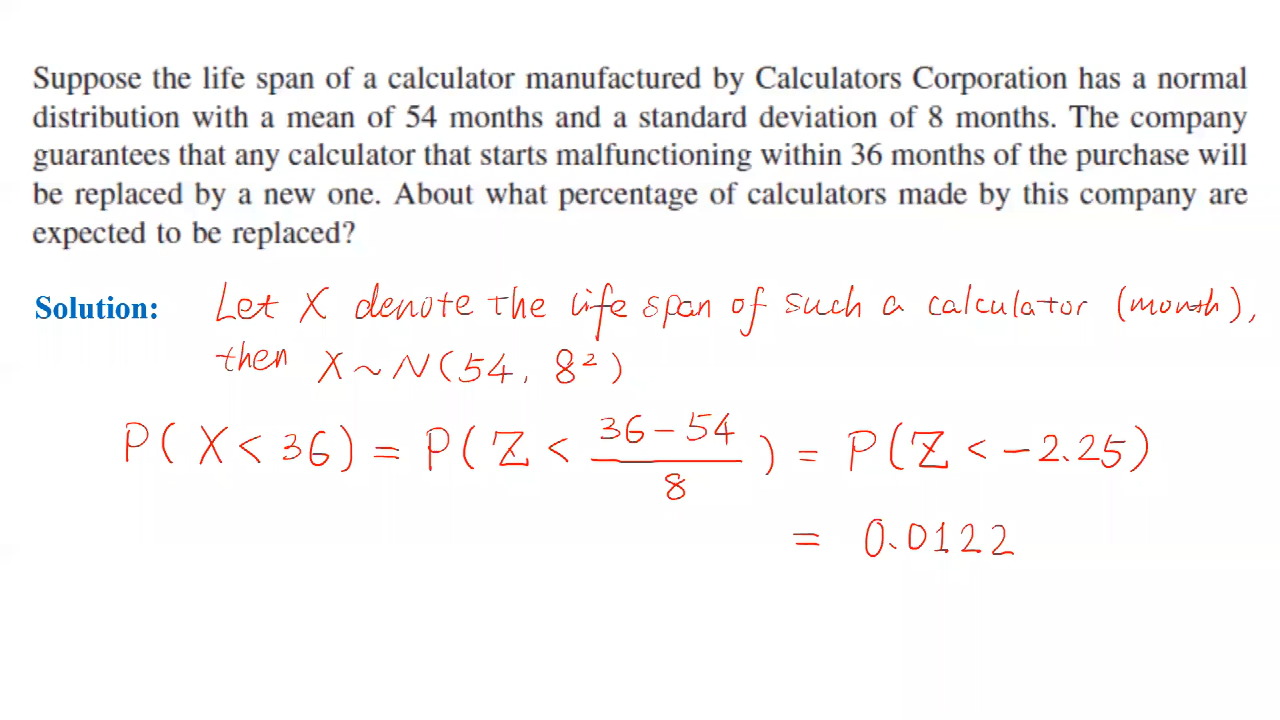 Suppose the life span of a calculator manufactured by Calculators Corporation has a normal
distribution with a mean of 54 months and a standard deviation of 8 months. The company
guarantees that any calculator that starts malfunctioning within 36 months of the purchase will
be replaced by a new one. About what percentage of calculators made by this company are
expected to be replaced?
Solution: Let X denote the life span of such a calculator (month),
then X ~ N(54, 8²)
P(X < 36) = P(Z < (36 − 54)/8) = P(Z < −2.25)
= 0.0122